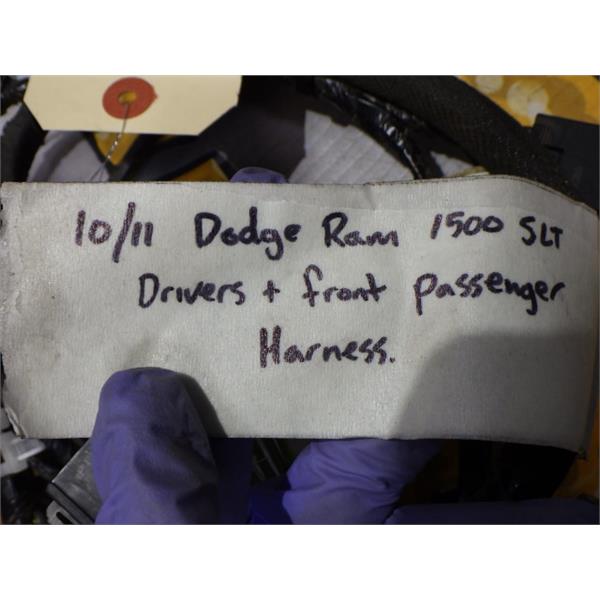 10/11 Dodge Ram 1500 SLT
Drivers + front passenger
Harness.